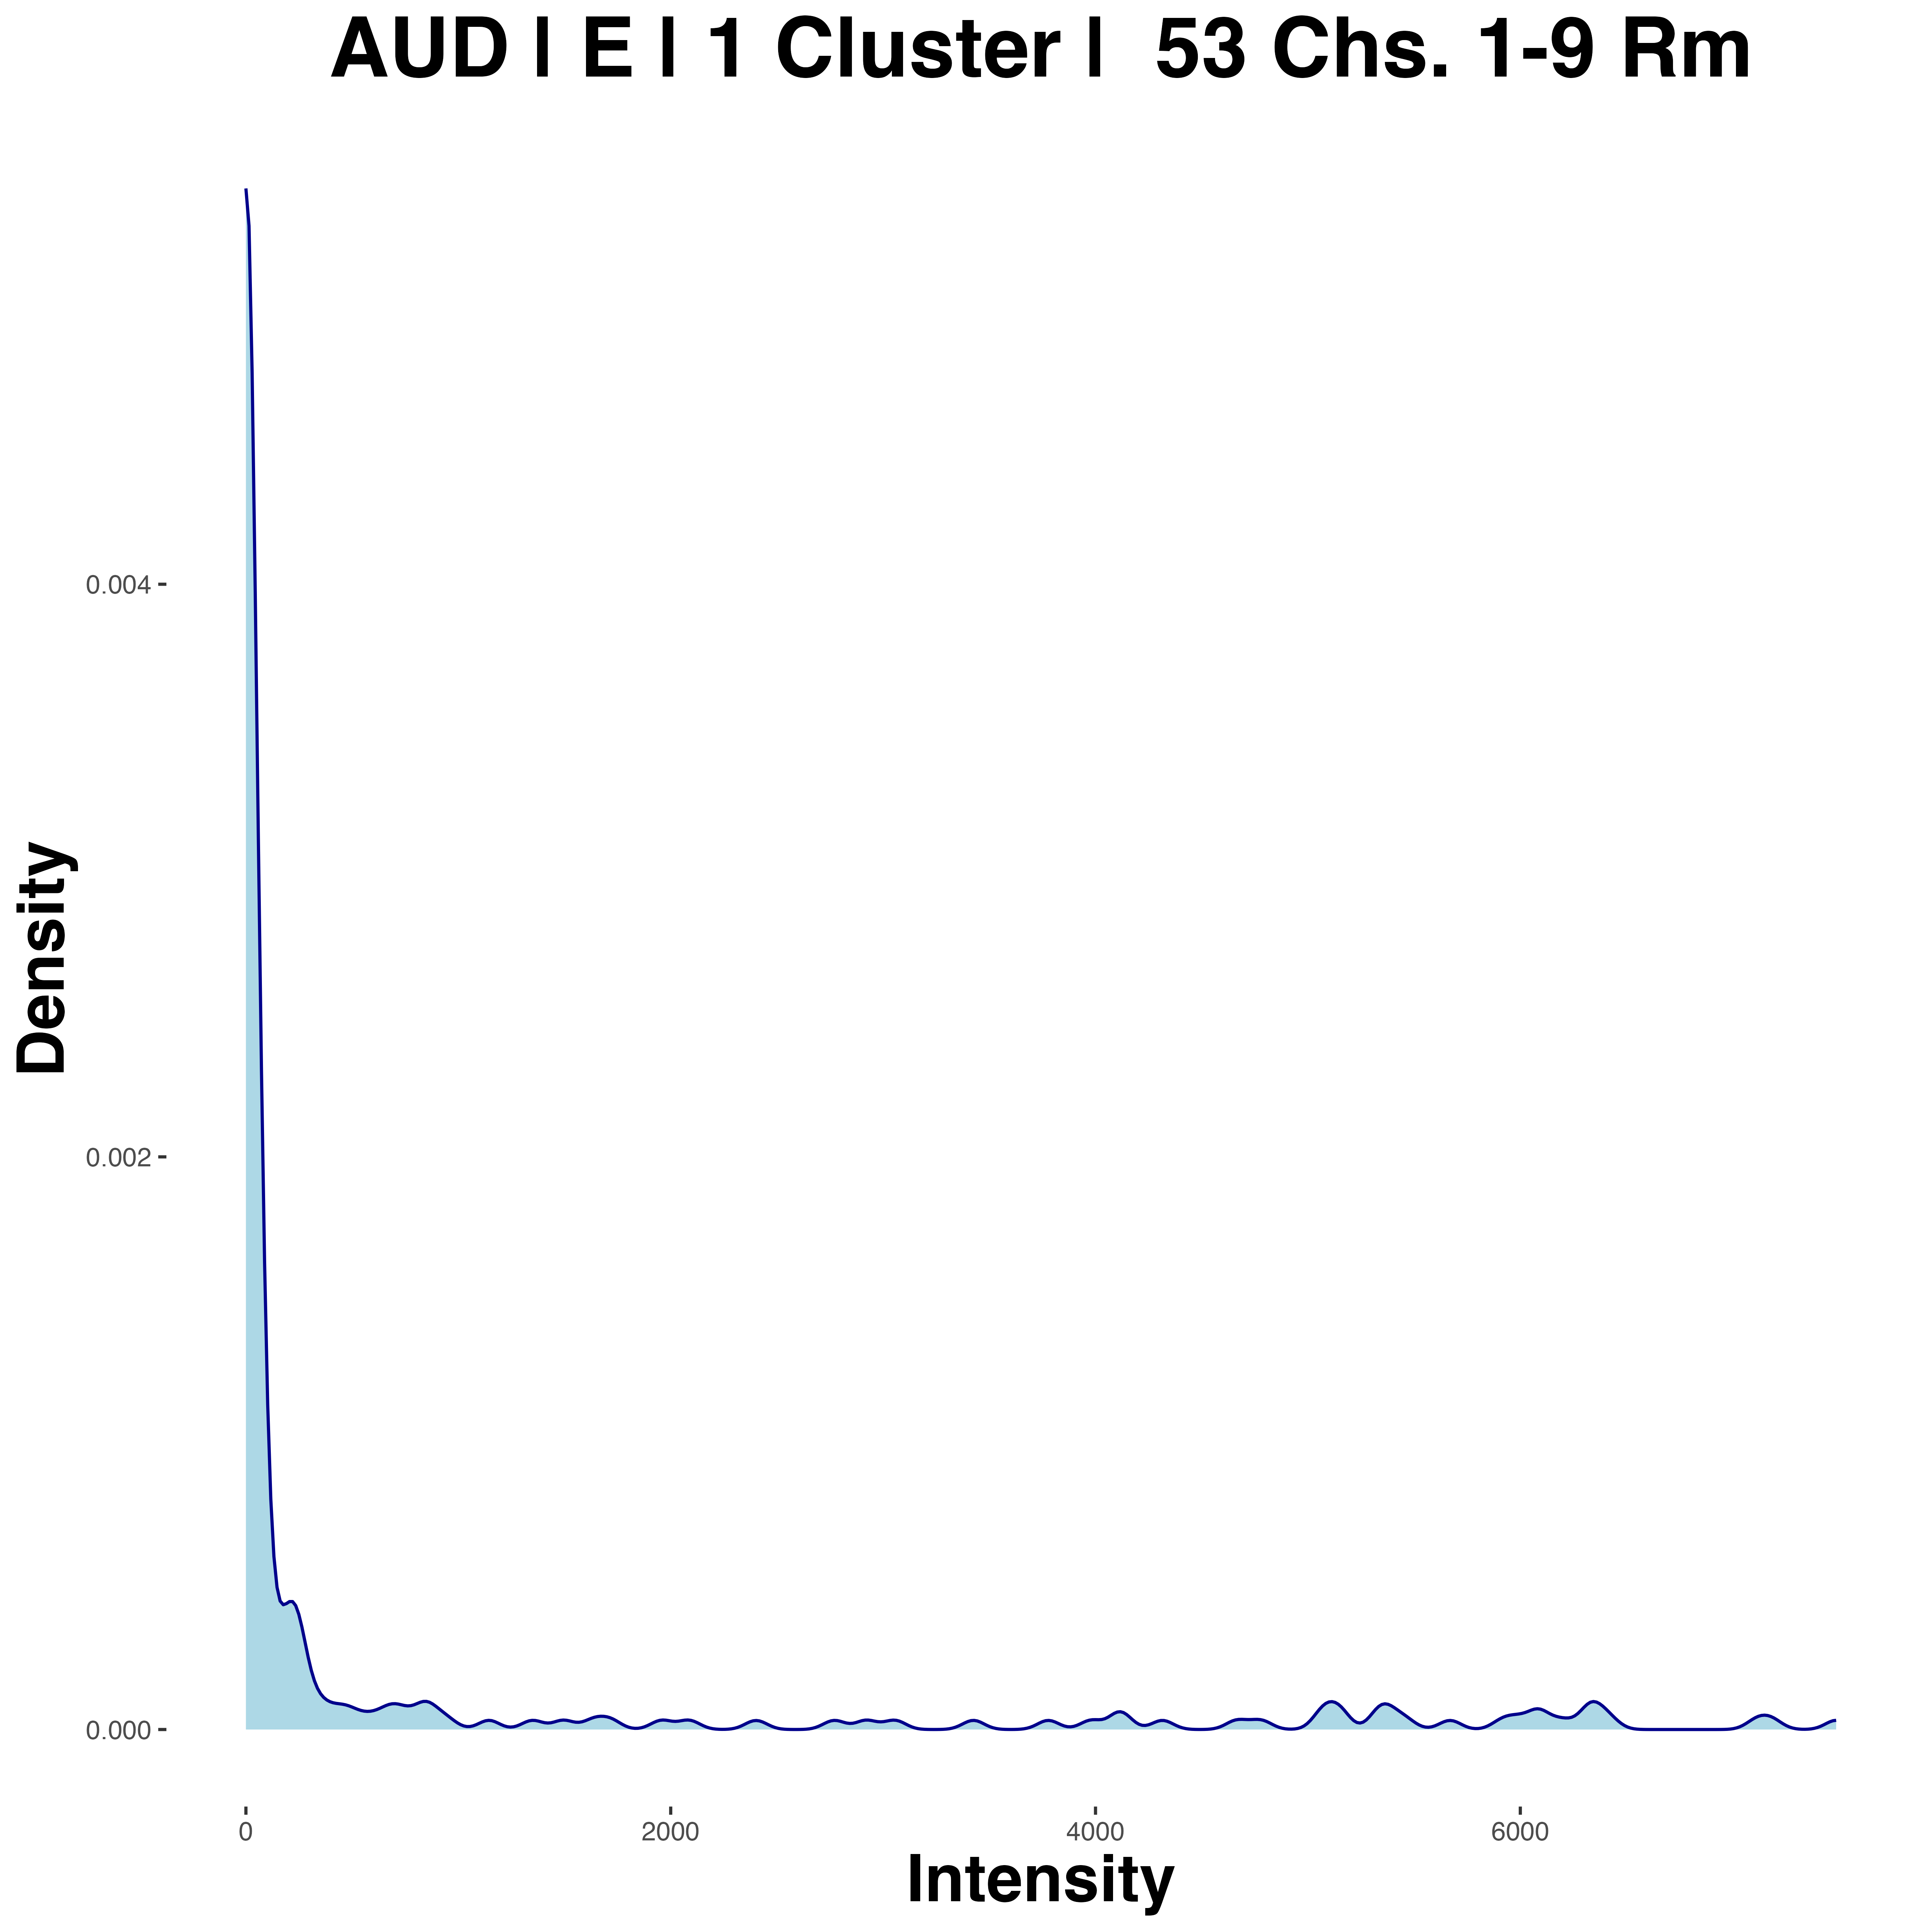 AUD | E | 1 Cluster |  53 Chs. 1-9 Rm
Density
0.004
0.002
0.000
0
2000
4000
6000
Intensity